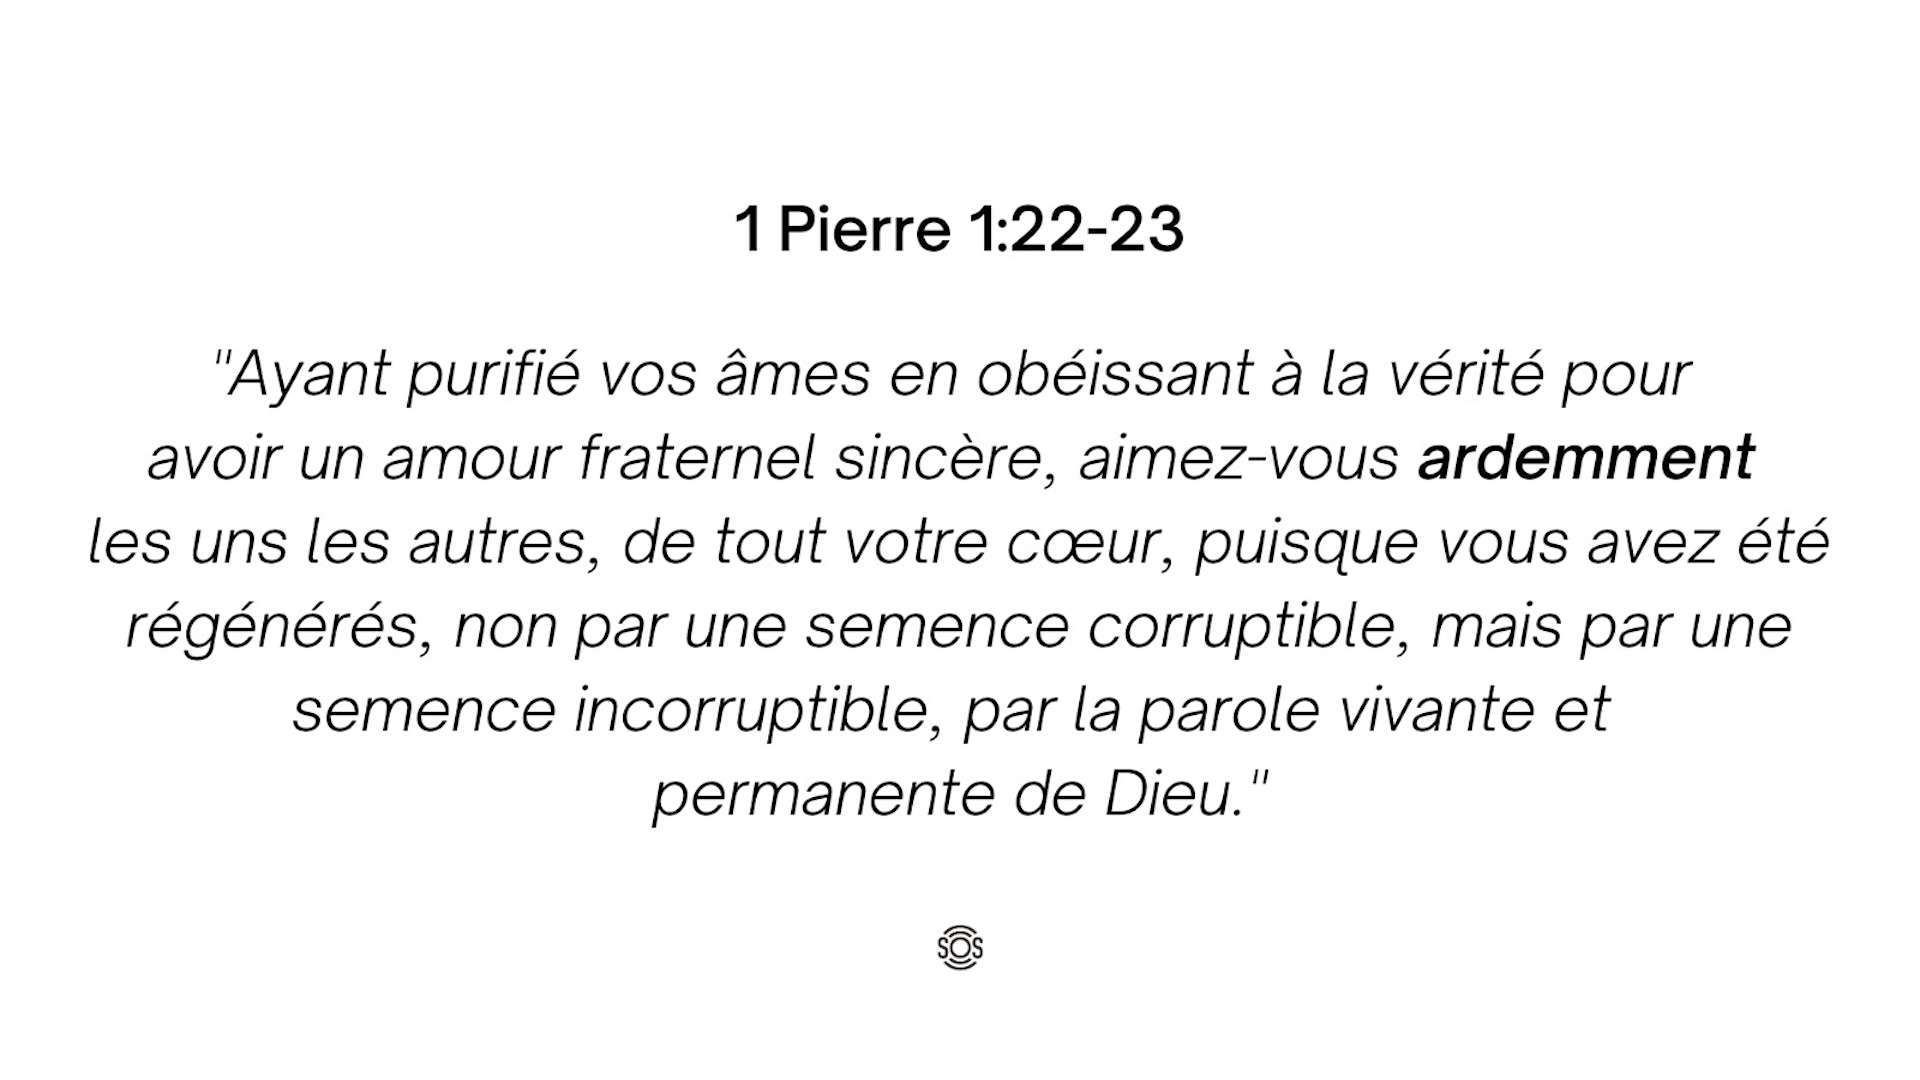 1 Pierre 1:22-23
"Ayant purifié vos âmes en obéissant à la vérité pour
avoir un amour fraternel sincère, aimez-vous ardemment
les uns les autres, de tout votre cœur, puisque vous avez été
régénérés, non par une semence corruptible, mais par une
semence incorruptible, par la parole vivante et
permanente de Dieu."
SOS